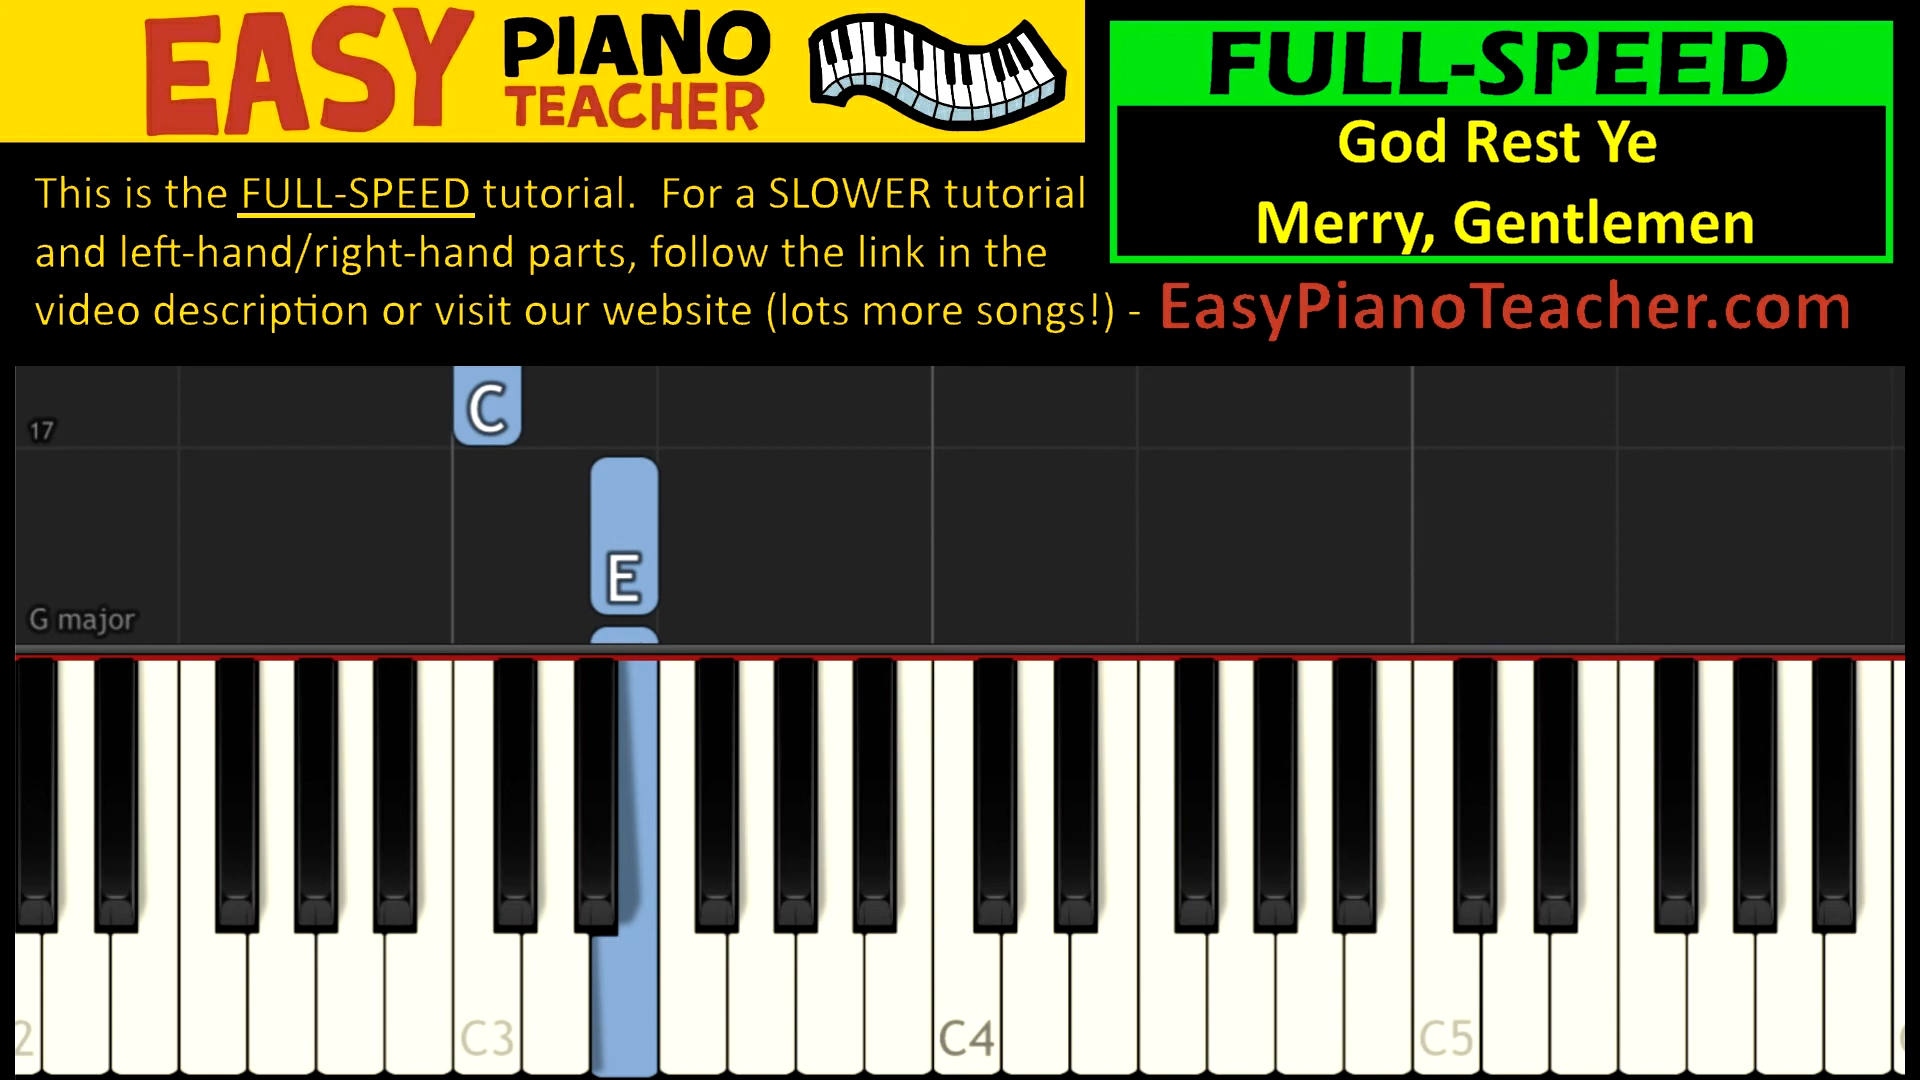 EASY PIANO
TEACHER
FULL-SPEED
God Rest Ye
Merry, Gentlemen
This is the FULL-SPEED tutorial.  For a SLOWER tutorial
and left-hand/right-hand parts, follow the link in the
video description or visit our website (lots more songs!) - EasyPianoTeacher.com
C
17
E
G major
2 C3 C4 C5